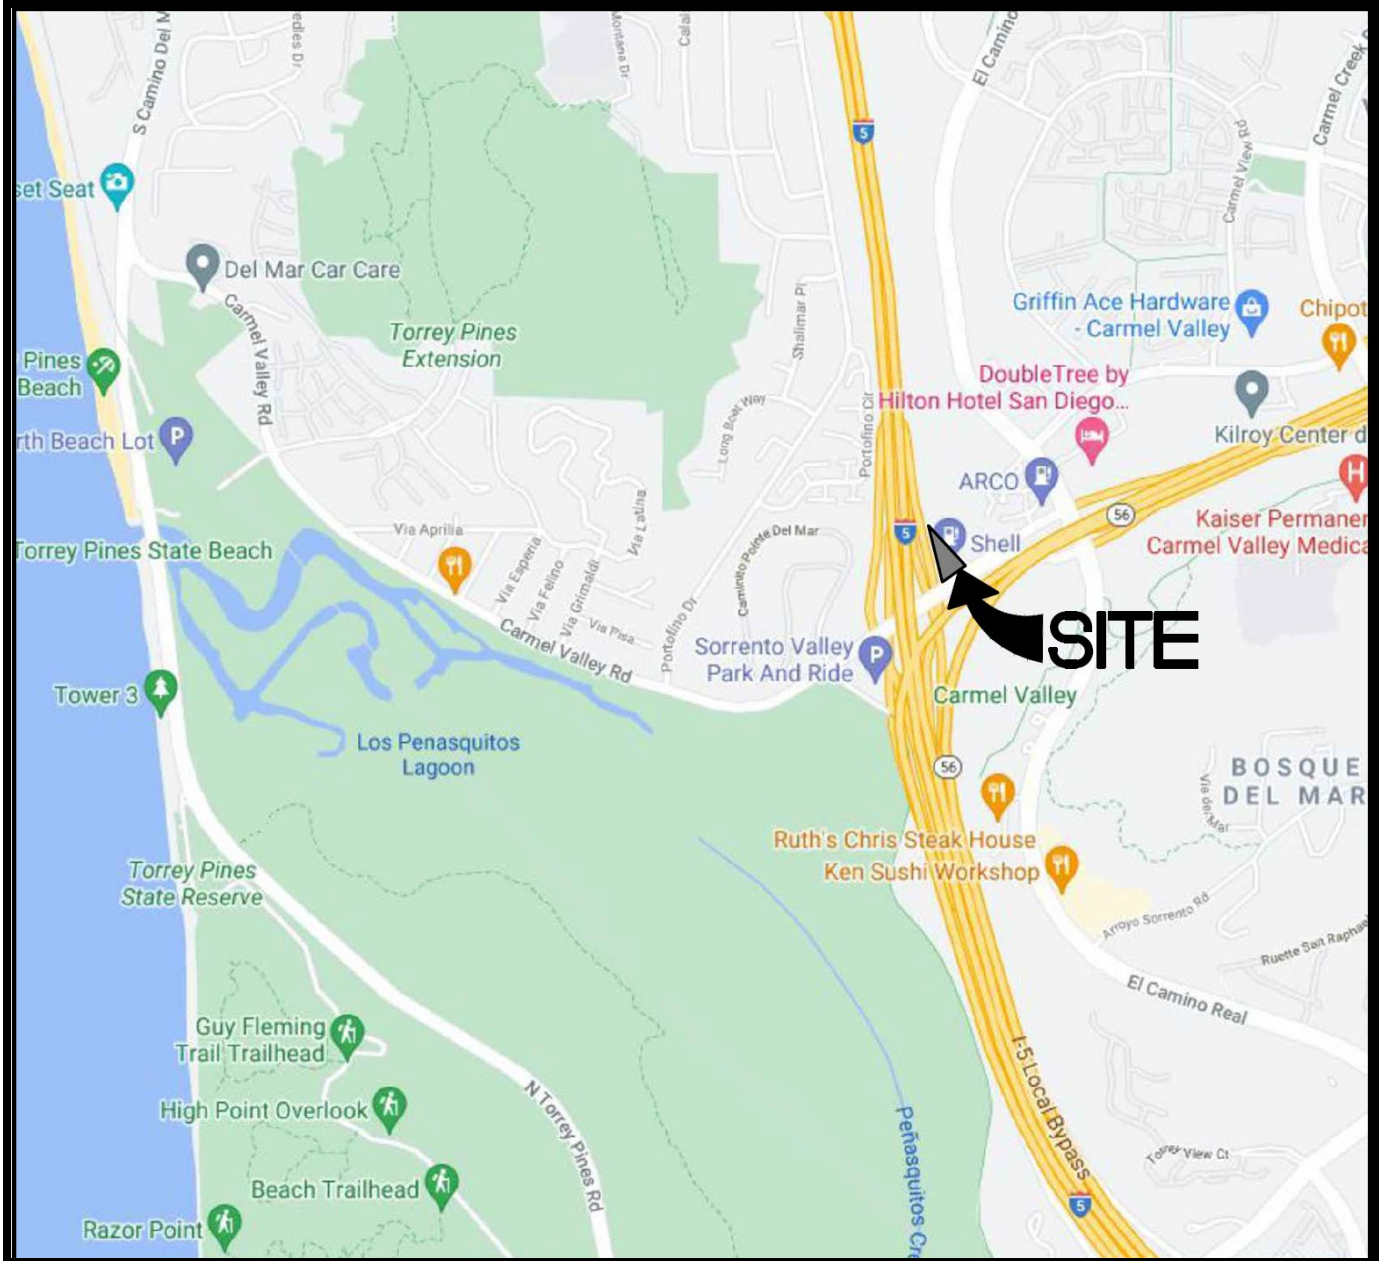 S Camino Del M
edles Dr
Montana Dr
Calais
El Camino
Carmel Creek
5
Carmel View Rd
set Seat
Del Mar Car Care
Carmel Valley Rd
Torrey Pines
Extension
Shalimar Pl
Griffin Ace Hardware
- Carmel Valley
Chipot
Pines
Beach
DoubleTree by
Hilton Hotel San Diego...
Long Boat Way
Portofino Cir
rth Beach Lot
P
Kilroy Center d
ARCO
H
56
Kaiser Permaner
Carmel Valley Medica
Via Aprilia
Via Latina
Caminito Pointe Del Mar
5
Shell
Torrey Pines State Beach
Via Esperia
Via Felino
Via Grimaldi
Via Pisa
Portofino Dr
Carmel Valley Rd
SITE
Sorrento Valley
Park And Ride
P
Carmel Valley
Tower 3
Los Penasquitos
Lagoon
56
BOSQUE
DEL MAR
Via del Mar
Ruth's Chris Steak House
Ken Sushi Workshop
Torrey Pines
State Reserve
Arroyo Sorrento Rd
Ruette San Raphae
El Camino Real
Guy Fleming
Trail Trailhead
I-5 Local Bypass
High Point Overlook
N Torrey Pines Rd
Peñasquitos Cre
Torrey View Ct
Beach Trailhead
5
Razor Point